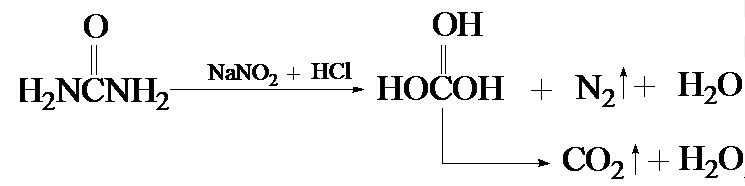 O OH
H₂NCNH₂ NaNO₂ + HCl HOCOH + N₂↑ + H₂O
CO₂↑ + H₂O